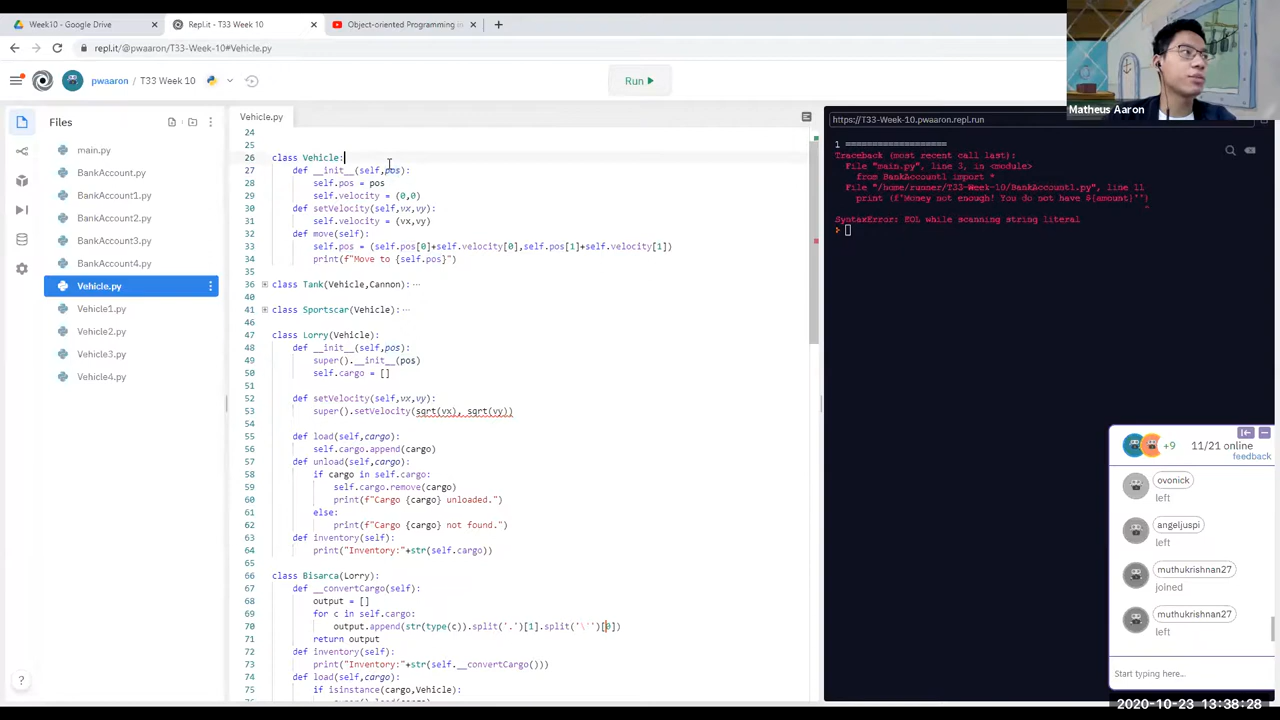 Week10 - Google Drive
Repl.it - T33 Week 10
Object-oriented Programming in
repl.it/@pwaaron/T33-Week-10#Vehicle.py
pwaaron / T33 Week 10
Run
Matheus Aaron
Files
main.py
BankAccount.py
BankAccount1.py
BankAccount2.py
BankAccount3.py
BankAccount4.py
Vehicle.py
Vehicle1.py
Vehicle2.py
Vehicle3.py
Vehicle4.py
Vehicle.py
24
25
26 class Vehicle:
27 def __init__(self,pos):
28 self.pos = pos
29 self.velocity = (0,0)
30 def setVelocity(self,vx,vy):
31 self.velocity = (vx,vy)
32 def move(self):
33 self.pos = (self.pos[0]+self.velocity[0],self.pos[1]+self.velocity[1])
34 print(f"Move to {self.pos}")
35
36 class Tank(Vehicle,Cannon): ...
40
41 class Sportscar(Vehicle): ...
46
47 class Lorry(Vehicle):
48 def __init__(self,pos):
49 super().__init__(pos)
50 self.cargo = []
51
52 def setVelocity(self,vx,vy):
53 super().setVelocity(sqrt(vx), sqrt(vy))
54
55 def load(self,cargo):
56 self.cargo.append(cargo)
57 def unload(self,cargo):
58 if cargo in self.cargo:
59 self.cargo.remove(cargo)
60 print(f"Cargo {cargo} unloaded.")
61 else:
62 print(f"Cargo {cargo} not found.")
63 def inventory(self):
64 print("Inventory:"+str(self.cargo))
65
66 class Bisarca(Lorry):
67 def __convertCargo(self):
68 output = []
69 for c in self.cargo:
70 output.append(str(type(c)).split('.')[1].split('\'')[0])
71 return output
72 def inventory(self):
73 print("Inventory:"+str(self.__convertCargo()))
74 def load(self,cargo):
75 if isinstance(cargo,Vehicle):
https://T33-Week-10.pwaaron.repl.run
1 ====================
Traceback (most recent call last):
File "main.py", line 3, in <module>
from BankAccount1 import *
File "/home/runner/T33-Week-10/BankAccount1.py", line 11
print (f'Money not enough! You do not have ${amount}"")
^
SyntaxError: EOL while scanning string literal
+9
11/21 online
feedback
ovonick
left
angeljuspi
left
muthukrishnan27
joined
muthukrishnan27
left
Start typing here...
?
2020-10-23 13:38:28